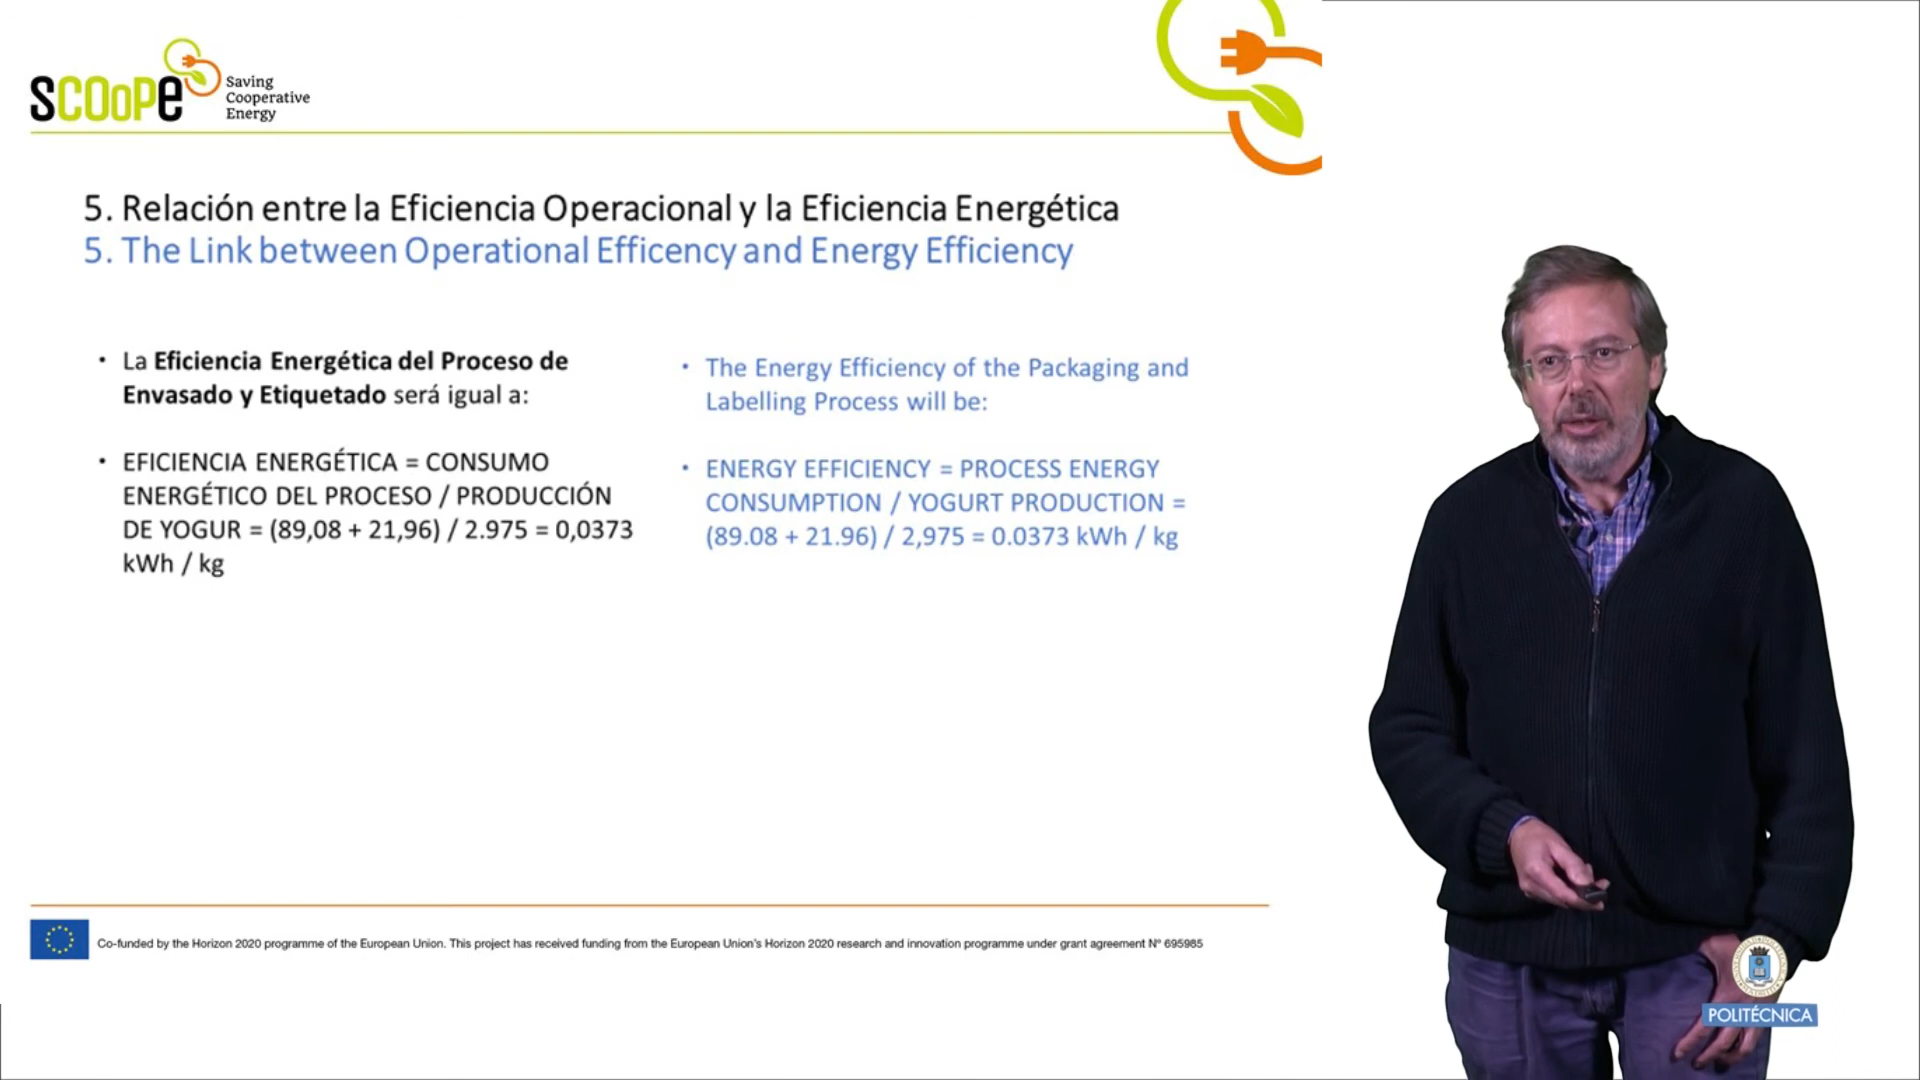 SCOoPE
Saving
Cooperative
Energy
5. Relación entre la Eficiencia Operacional y la Eficiencia Energética
5. The Link between Operational Efficency and Energy Efficiency
• La Eficiencia Energética del Proceso de
Envasado y Etiquetado será igual a:
• EFICIENCIA ENERGÉTICA = CONSUMO
ENERGÉTICO DEL PROCESO / PRODUCCIÓN
DE YOGUR = (89,08 + 21,96) / 2.975 = 0,0373
kWh / kg
• The Energy Efficiency of the Packaging and
Labelling Process will be:
• ENERGY EFFICIENCY = PROCESS ENERGY
CONSUMPTION / YOGURT PRODUCTION =
(89.08 + 21.96) / 2,975 = 0.0373 kWh / kg
Co-funded by the Horizon 2020 programme of the European Union. This project has received funding from the European Union's Horizon 2020 research and innovation programme under grant agreement Nº 695985
POLITÉCNICA